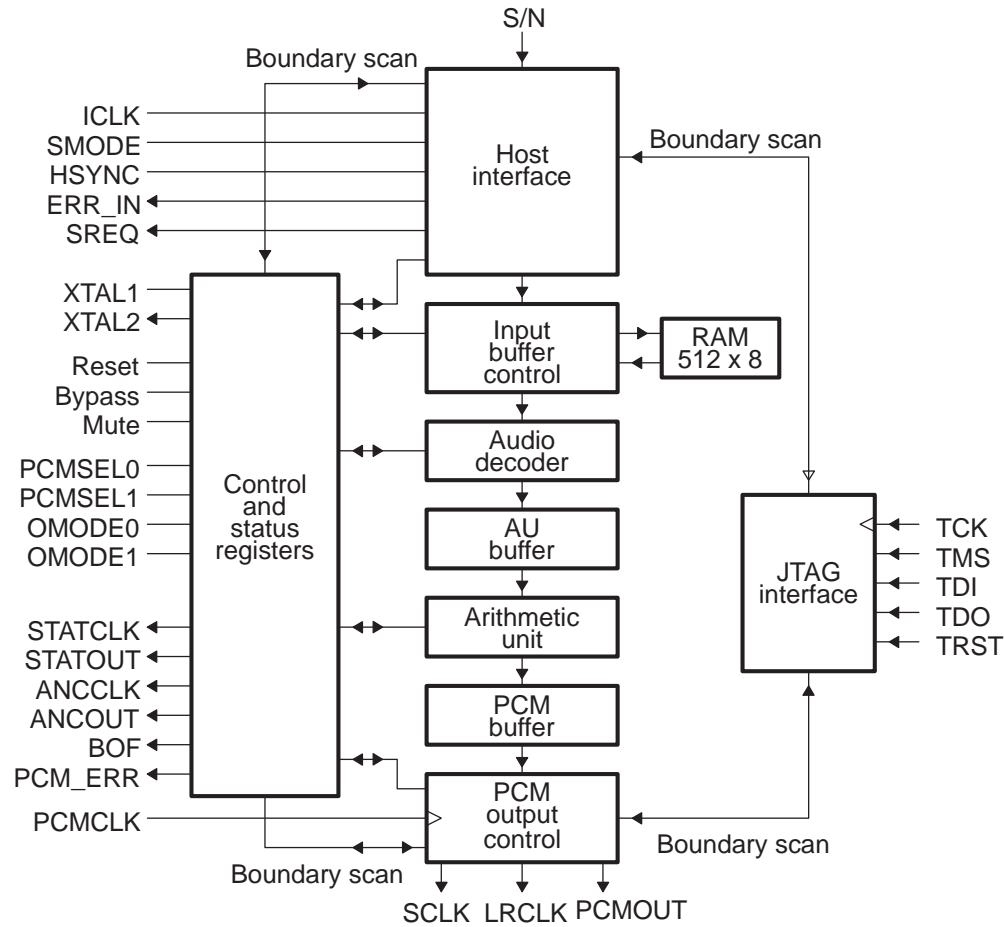 S/N
Boundary scan
ICLK
SMODE
HSYNC
ERR_IN
SREQ
Host
interface
Boundary scan
XTAL1
XTAL2
Reset
Bypass
Mute
PCMSEL0
PCMSEL1
OMODE0
OMODE1
STATCLK
STATOUT
ANCCLK
ANCOUT
BOF
PCM_ERR
PCMCLK
Control
and
status
registers
Input
buffer
control
RAM
512 x 8
Audio
decoder
AU
buffer
Arithmetic
unit
PCM
buffer
PCM
output
control
JTAG
interface
TCK
TMS
TDI
TDO
TRST
Boundary scan
Boundary scan
SCLK
LRCLK
PCMOUT